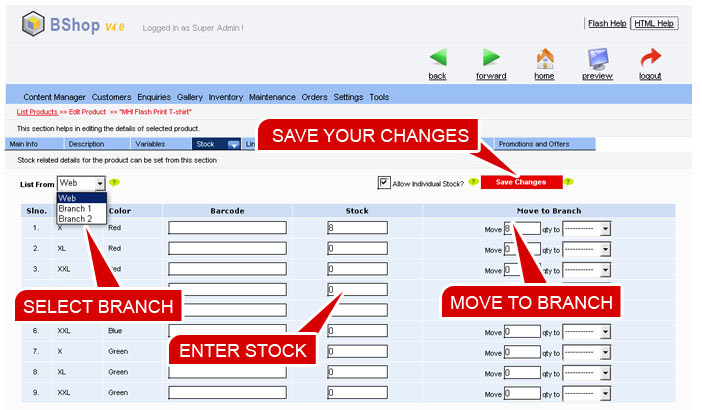 BShop V4.0
Logged in as Super Admin !
Flash Help | HTML Help
back forward home preview logout
Content Manager Customers Enquiries Gallery Inventory Maintenance Orders Settings Tools
List Products >> Edit Product >> "MHI Flash Print T-shirt"
This section helps in editing the details of selected product.
SAVE YOUR CHANGES
Main Info Description Variables Stock Promotions and Offers
Stock related details for the product can be set from this section
List From Web ? Allow Individual Stock? ? Save Changes ?
Web
Branch 1
Branch 2
Slno. Color Barcode Stock Move to Branch
1. X Red 8 Move 8 qty to -----------
2. XL Red 0 Move 0 qty to -----------
3. XXL Red 0 Move 0 qty to -----------
0
SELECT BRANCH
MOVE TO BRANCH
0
6. XXL Blue 0 Move 0 qty to -----------
ENTER STOCK
7. X Green 0 Move 0 qty to -----------
8. XL Green 0 Move 0 qty to -----------
9. XXL Green 0 Move 0 qty to -----------